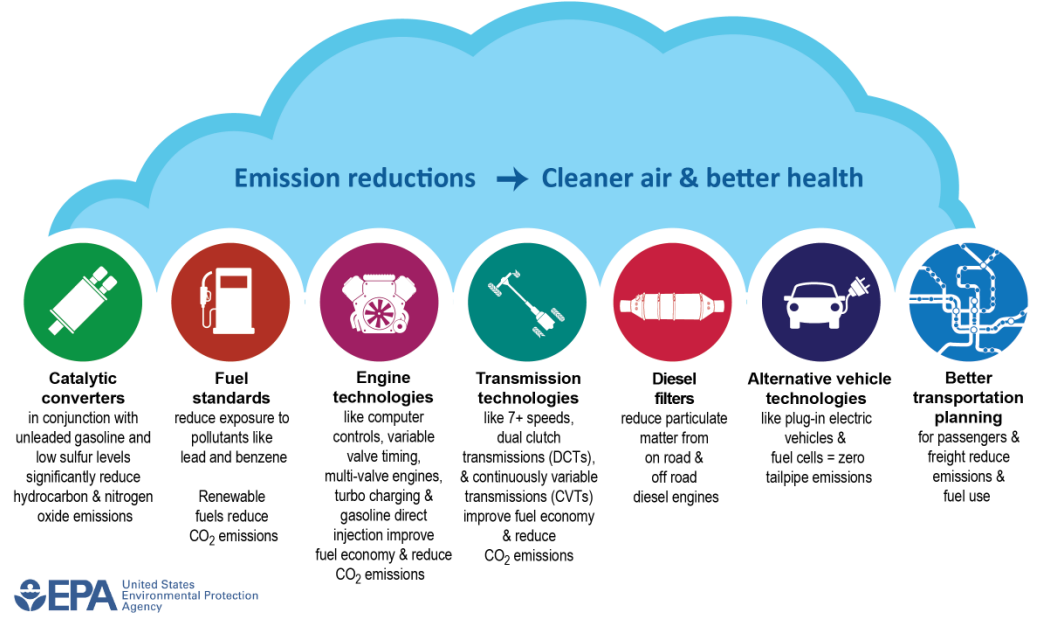 Emission reductions → Cleaner air & better health
Catalytic
converters
in conjunction with
unleaded gasoline and
low sulfur levels
significantly reduce
hydrocarbon & nitrogen
oxide emissions
Fuel
standards
reduce exposure to
pollutants like
lead and benzene
Renewable
fuels reduce
CO2 emissions
Engine
technologies
like computer
controls, variable
valve timing,
multi-valve engines,
turbo charging &
gasoline direct
injection improve
fuel economy & reduce
CO2 emissions
Transmission
technologies
like 7+ speeds,
dual clutch
transmissions (DCTs),
& continuously variable
transmissions (CVTs)
improve fuel economy
& reduce
CO2 emissions
Diesel
filters
reduce particulate
matter from
on road &
off road
diesel engines
Alternative vehicle
technologies
like plug-in electric
vehicles &
fuel cells = zero
tailpipe emissions
Better
transportation
planning
for passengers &
freight reduce
emissions &
fuel use
EPA
United States
Environmental Protection
Agency